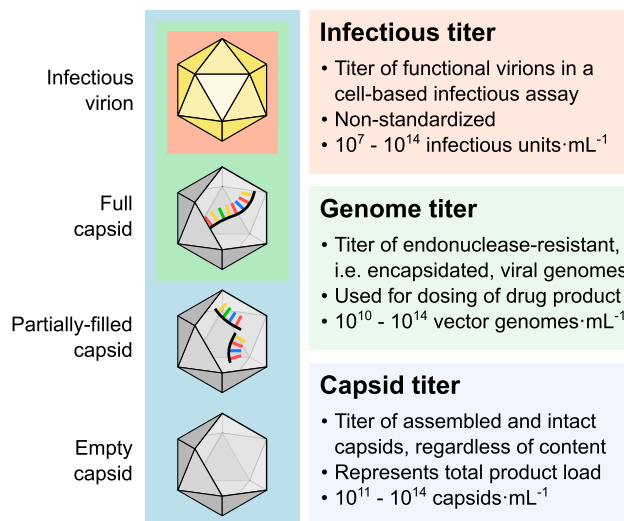 Infectious
virion
Full
capsid
Partially-filled
capsid
Empty
capsid
Infectious titer
• Titer of functional virions in a
cell-based infectious assay
• Non-standardized
• 10⁷ - 10¹⁴ infectious units·mL⁻¹
Genome titer
• Titer of endonuclease-resistant,
i.e. encapsidated, viral genomes
• Used for dosing of drug product
• 10¹⁰ - 10¹⁴ vector genomes·mL⁻¹
Capsid titer
• Titer of assembled and intact
capsids, regardless of content
• Represents total product load
• 10¹¹ - 10¹⁴ capsids·mL⁻¹